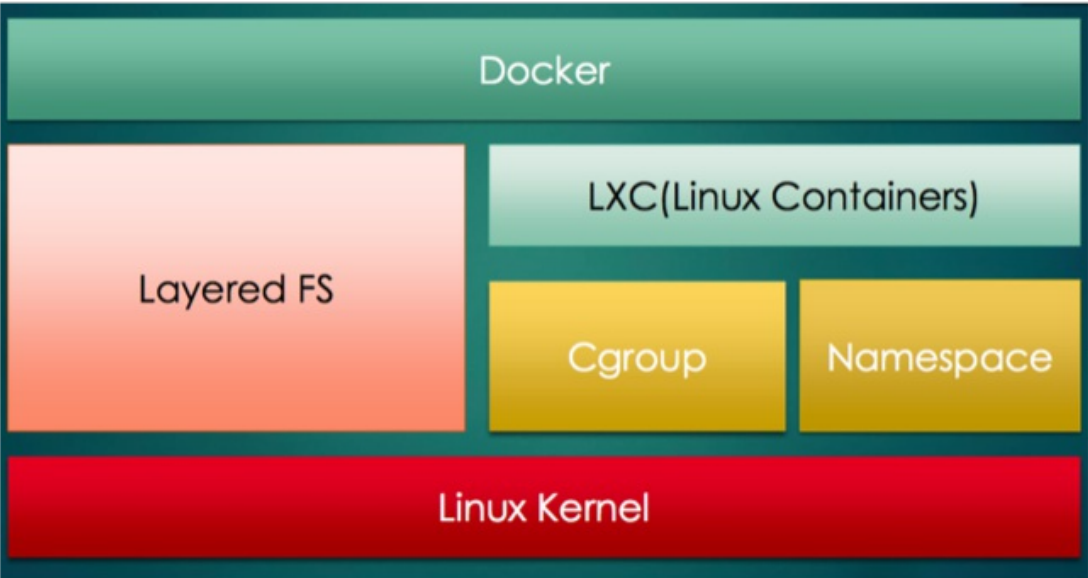 Docker
LXC(Linux Containers)
Layered FS
Cgroup
Namespace
Linux Kernel